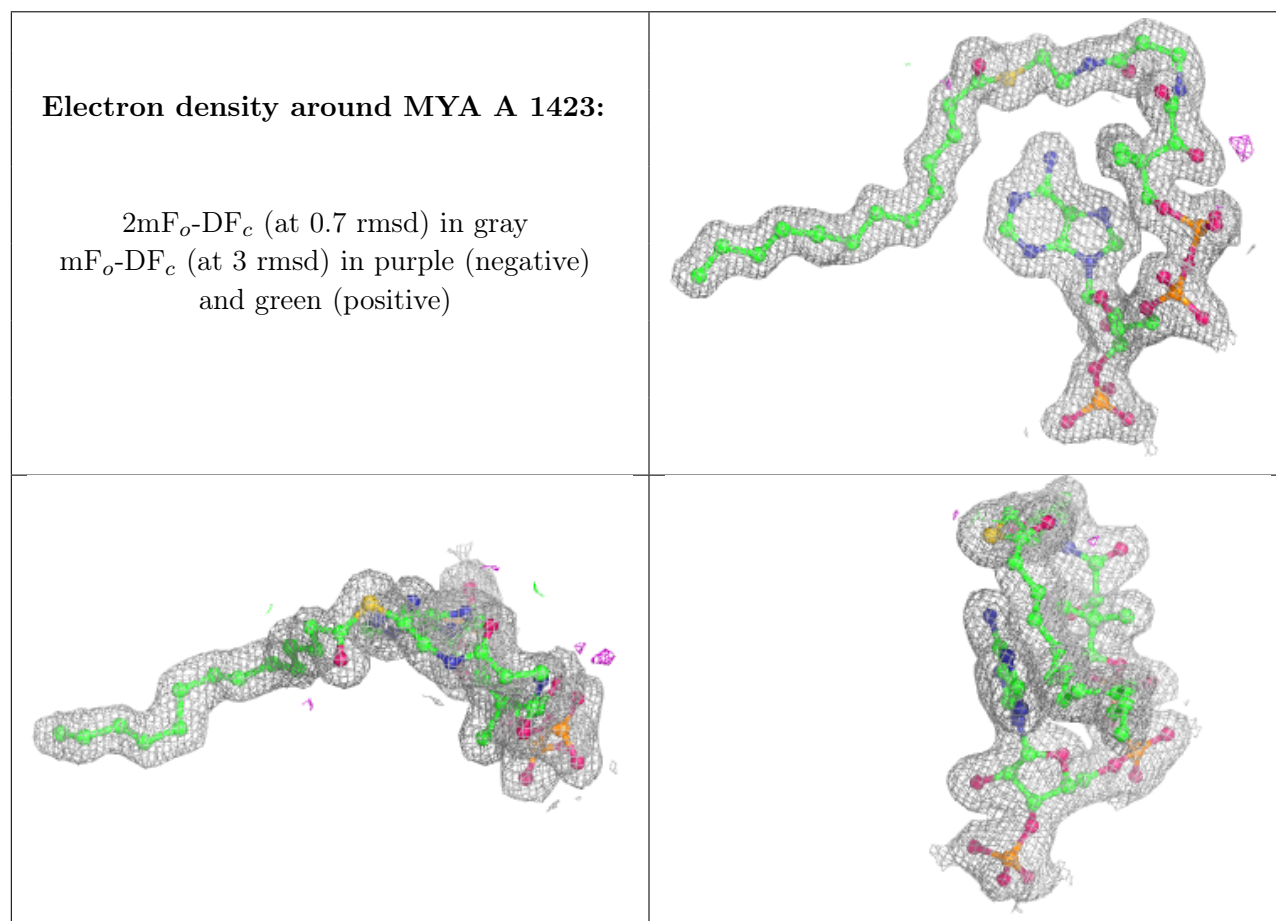 Electron density around MYA A 1423:
2mFo-DFc (at 0.7 rmsd) in gray
mFo-DFc (at 3 rmsd) in purple (negative)
and green (positive)